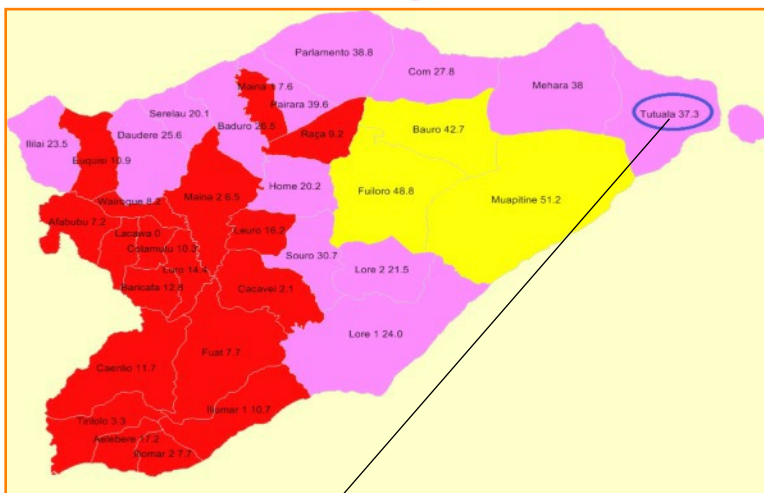 Parlamento 38.8
Com 27.8
Mehara 38
Tutuala 37.3
Maina 1 7.6
Pairara 39.6
Serelau 20.1
Baduro 26.5
Raça 9.2
Bauro 42.7
Ililai 23.5
Daudere 25.6
Euquisi 10.9
Home 20.2
Fuiloro 48.8
Muapitine 51.2
Maina 2 6.5
Wairoque 8.2
Afabubu 7.2
Lacawa 0
Cotamutu 10.3
Leuro 16.2
Souro 30.7
Luro 14.4
Lore 2 21.5
Baricafa 12.8
Cacavei 2.1
Lore 1 24.0
Fuat 7.7
Caenlio 11.7
Iliomar 1 10.7
Tirilolo 3.3
Aelebere 17.2
Iliomar 2 7.7